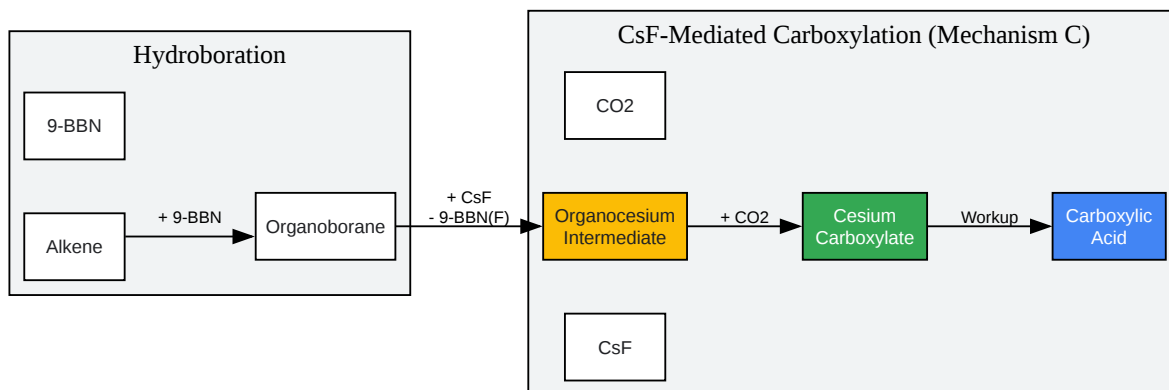 Hydroboration
9-BBN
Alkene
+ 9-BBN
Organoborane
+ CsF
- 9-BBN(F)
CsF-Mediated Carboxylation (Mechanism C)
CO2
Organocesium
Intermediate
+ CO2
Cesium
Carboxylate
Workup
Carboxylic
Acid
CsF